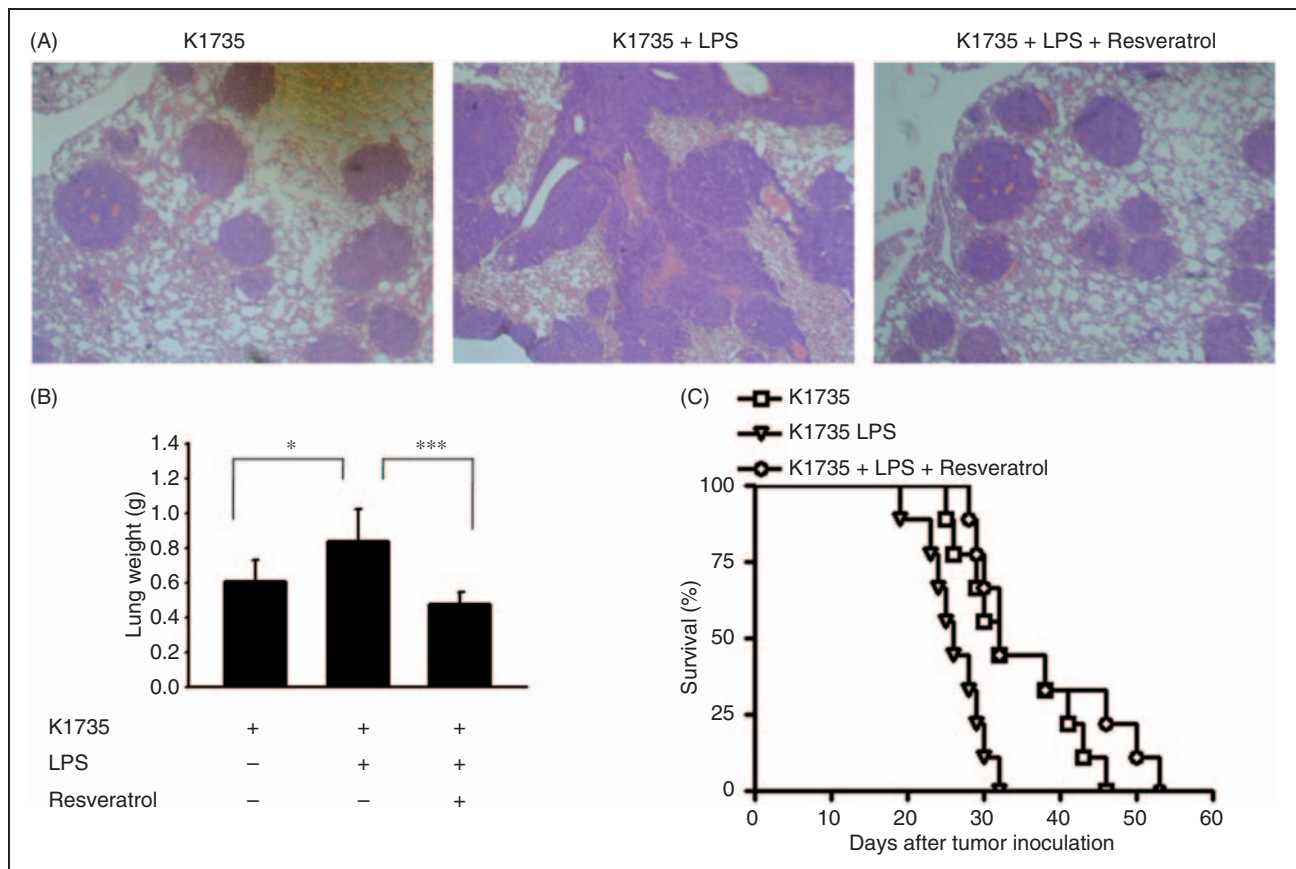 (A)
K1735
K1735 + LPS
K1735 + LPS + Resveratrol
(B)
Lung weight (g)
1.4
1.2
1.0
0.8
0.6
0.4
0.2
0.0
*
***
K1735 + + +
LPS – + +
Resveratrol – – +
(C)
K1735
K1735 LPS
K1735 + LPS + Resveratrol
Survival (%)
100
75
50
25
0
0 10 20 30 40 50 60
Days after tumor inoculation